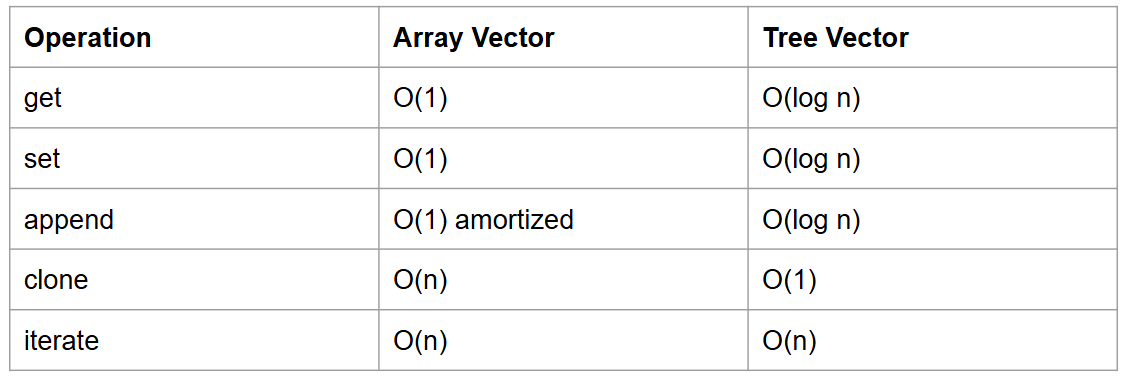 Operation Array Vector Tree Vector
get O(1) O(log n)
set O(1) O(log n)
append O(1) amortized O(log n)
clone O(n) O(1)
iterate O(n) O(n)